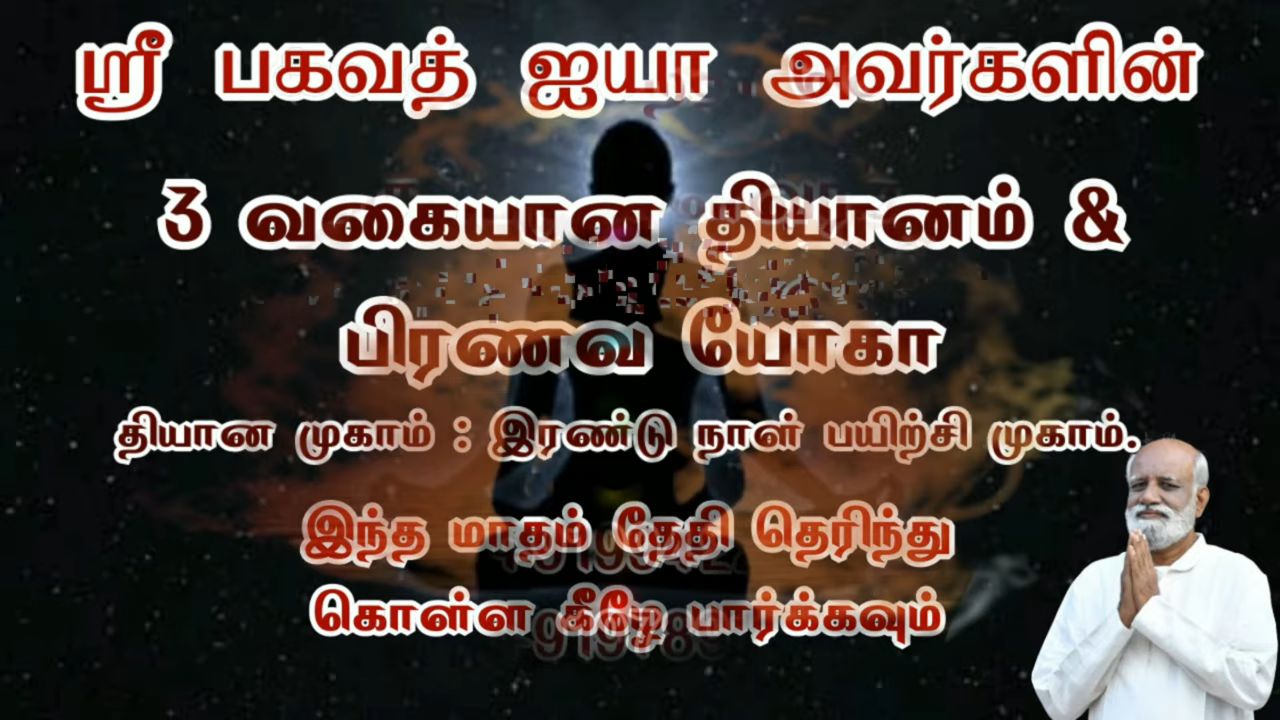 ஸ்ரீ பகவத் ஐயா அவர்களின்
3 வகையான தியானம் &
பிரணவ யோகா
தியான முகாம் : இரண்டு நாள் பயிற்சி முகாம்.
இந்த மாதம் தேதி தெரிந்து
கொள்ள கீழே பார்க்கவும்